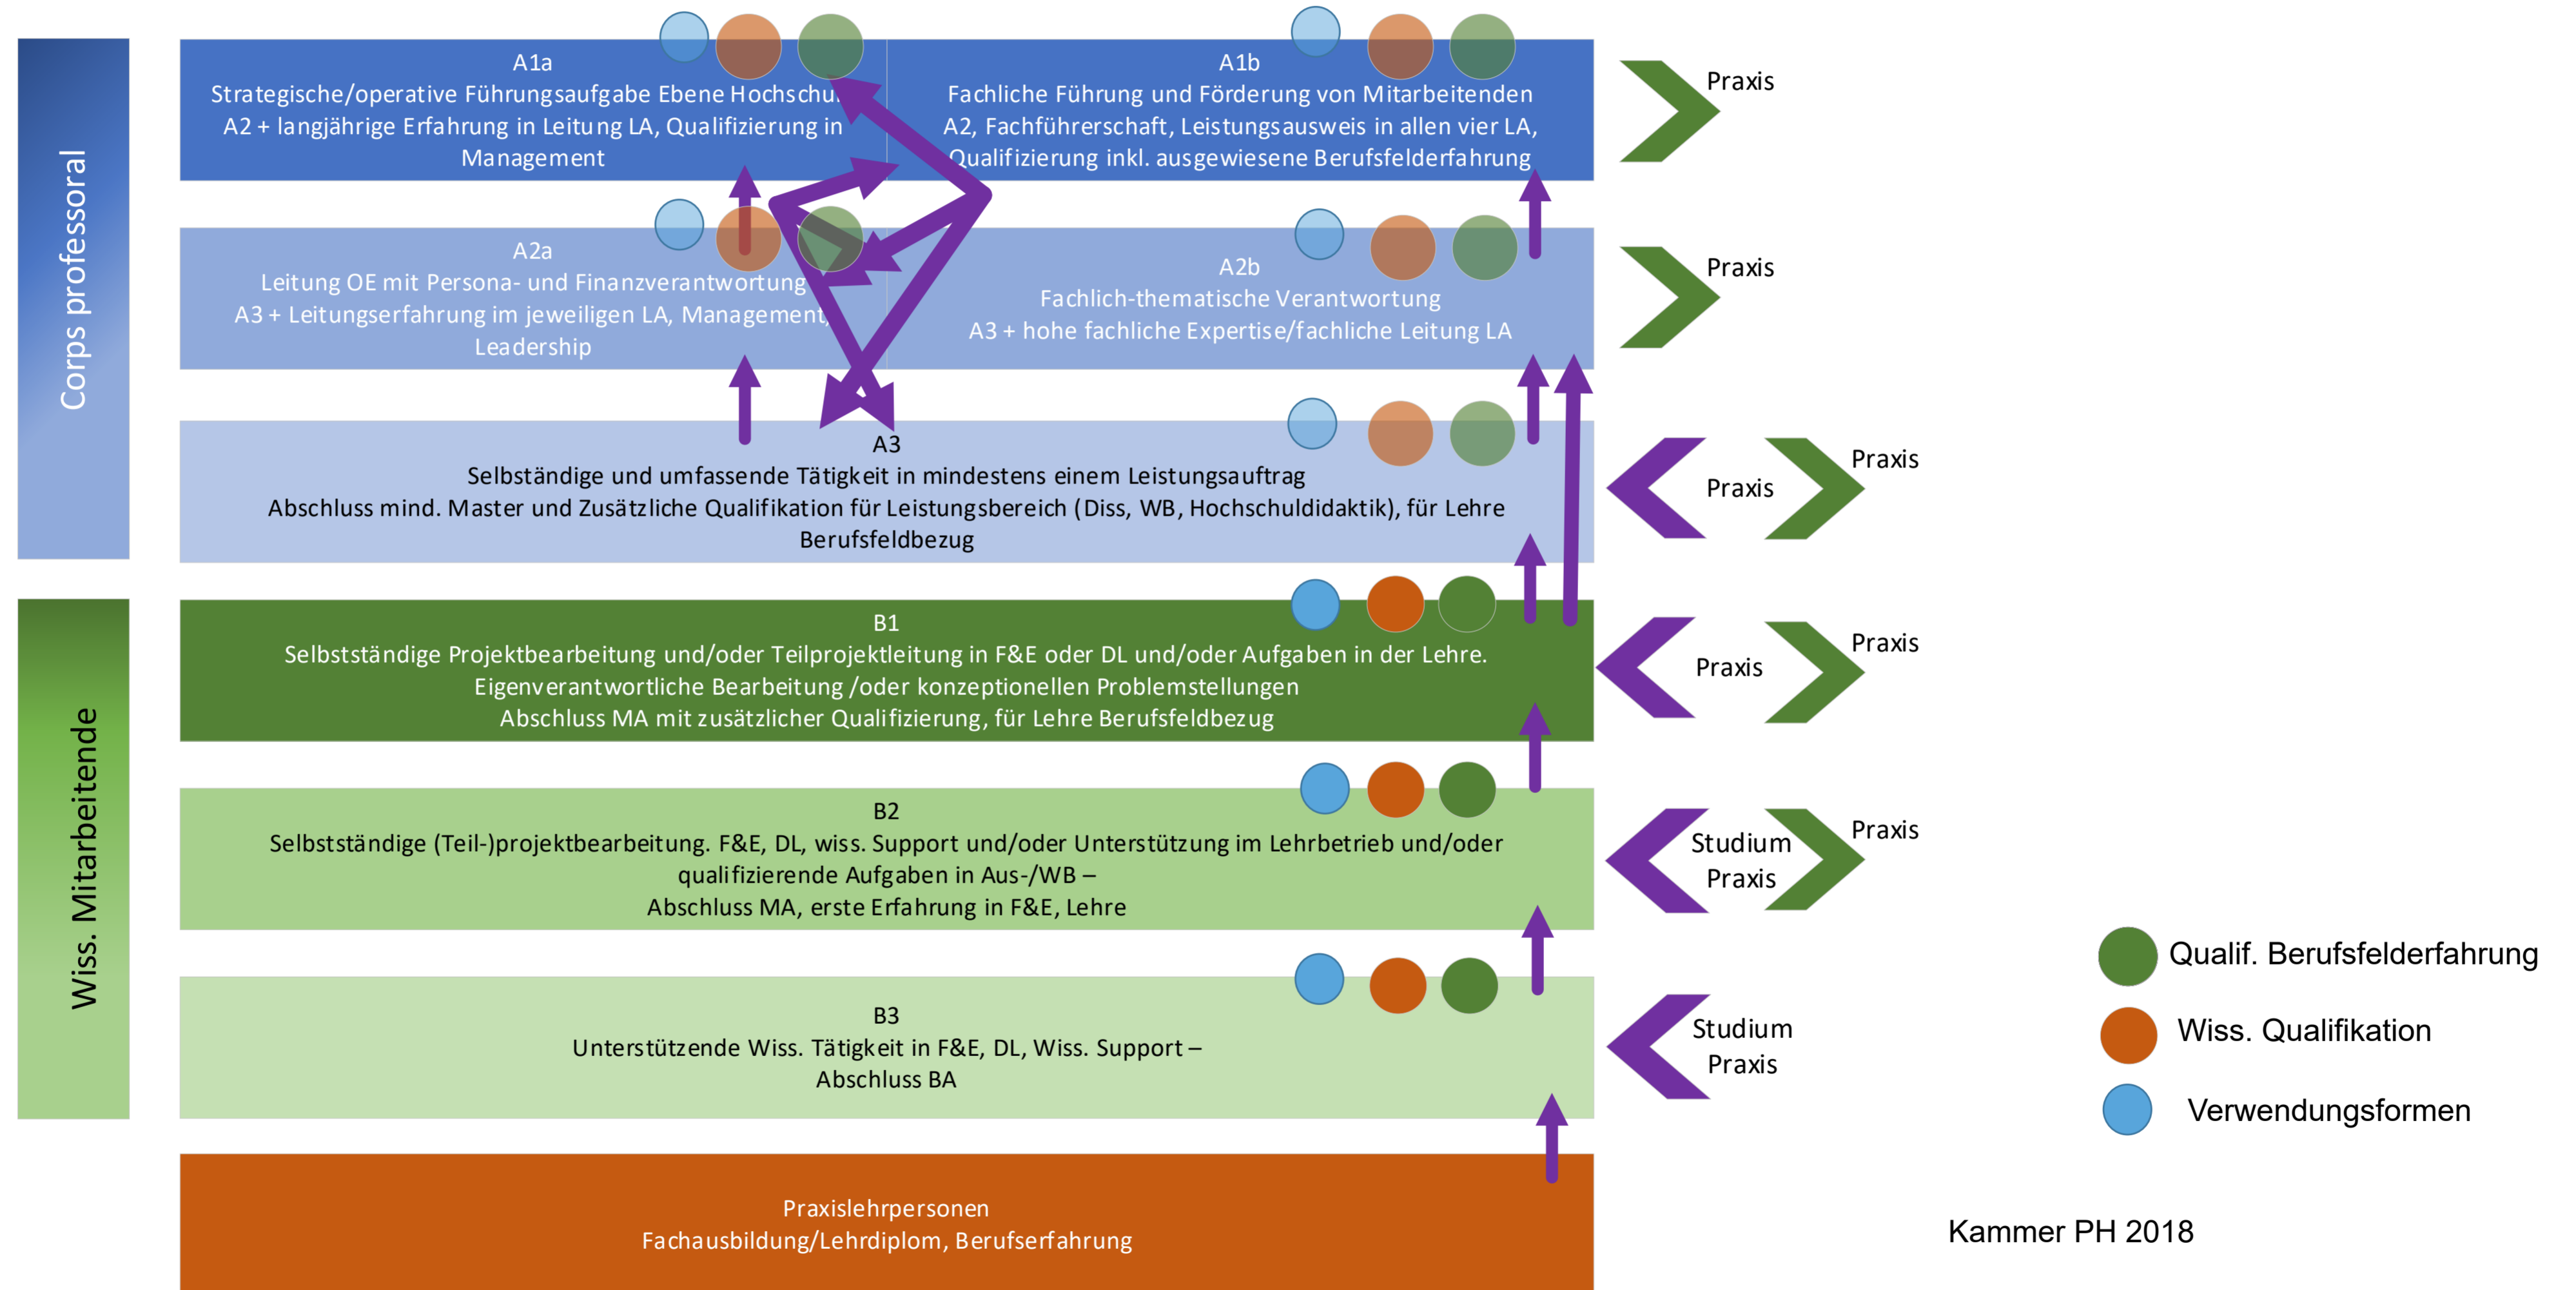 Corps professoral
A1a
Strategische/operative Führungsaufgabe Ebene
A2 + langjährige Erfahrung in Leitung LA, Qualifizierung in
Management
A1b
Fachliche Führung und Förderung von Mitarbeitenden
A2, Fachführerschaft, Leistungsausweis in allen vier LA,
Qualifizierung inkl. ausgewiesene Berufsfelderfahrung
Praxis
A2a
Leitung OE mit Persona- und Finanzverantwortung
A3 + Leitungserfahrung im jeweiligen LA, Management,
Leadership
A2b
Fachlich-thematische Verantwortung
A3 + hohe fachliche Expertise/fachliche Leitung LA
Praxis
A3
Selbständige und umfassende Tätigkeit in mindestens einem Leistungsauftrag
Abschluss mind. Master und Zusätzliche Qualifikation für Leistungsbereich (Diss, WB, Hochschuldidaktik), für Lehre
Berufsfeldbezug
Praxis
Praxis
Wiss. Mitarbeitende
B1
Selbstständige Projektbearbeitung und/oder Teilprojektleitung in F&E oder DL und/oder Aufgaben in der Lehre.
Eigenverantwortliche Bearbeitung /oder konzeptionellen Problemstellungen
Abschluss MA mit zusätzlicher Qualifizierung, für Lehre Berufsfeldbezug
Praxis
Praxis
B2
Selbstständige (Teil-)projektbearbeitung. F&E, DL, wiss. Support und/oder Unterstützung im Lehrbetrieb und/oder
qualifizierende Aufgaben in Aus-/WB –
Abschluss MA, erste Erfahrung in F&E, Lehre
Studium
Praxis
Praxis
B3
Unterstützende Wiss. Tätigkeit in F&E, DL, Wiss. Support –
Abschluss BA
Studium
Praxis
Praxislehrpersonen
Fachausbildung/Lehrdiplom, Berufserfahrung
Qualif. Berufsfelderfahrung
Wiss. Qualifikation
Verwendungsformen
Kammer PH 2018